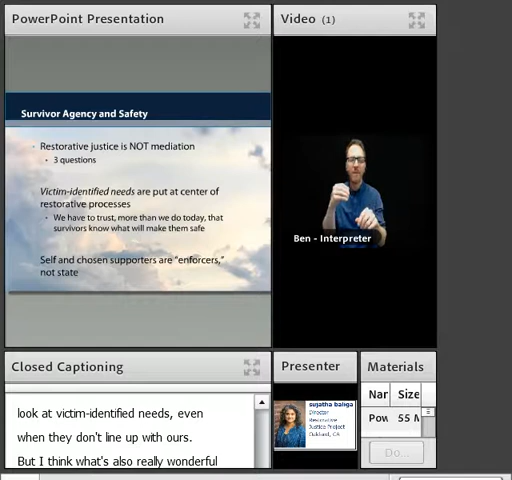 PowerPoint Presentation
Video (1)
Survivor Agency and Safety
Restorative justice is NOT mediation
3 questions
Victim-identified needs are put at center of
restorative processes
We have to trust, more than we do today, that
survivors know what will make them safe
Self and chosen supporters are "enforcers,"
not state
Ben - Interpreter
Closed Captioning
look at victim-identified needs, even
when they don't line up with ours.
But I think what's also really wonderful
Presenter
sujatha baliga
Director
Restorative
Justice Project
Oakland, CA
Materials
Nar Size
Pow 55 M
Do...